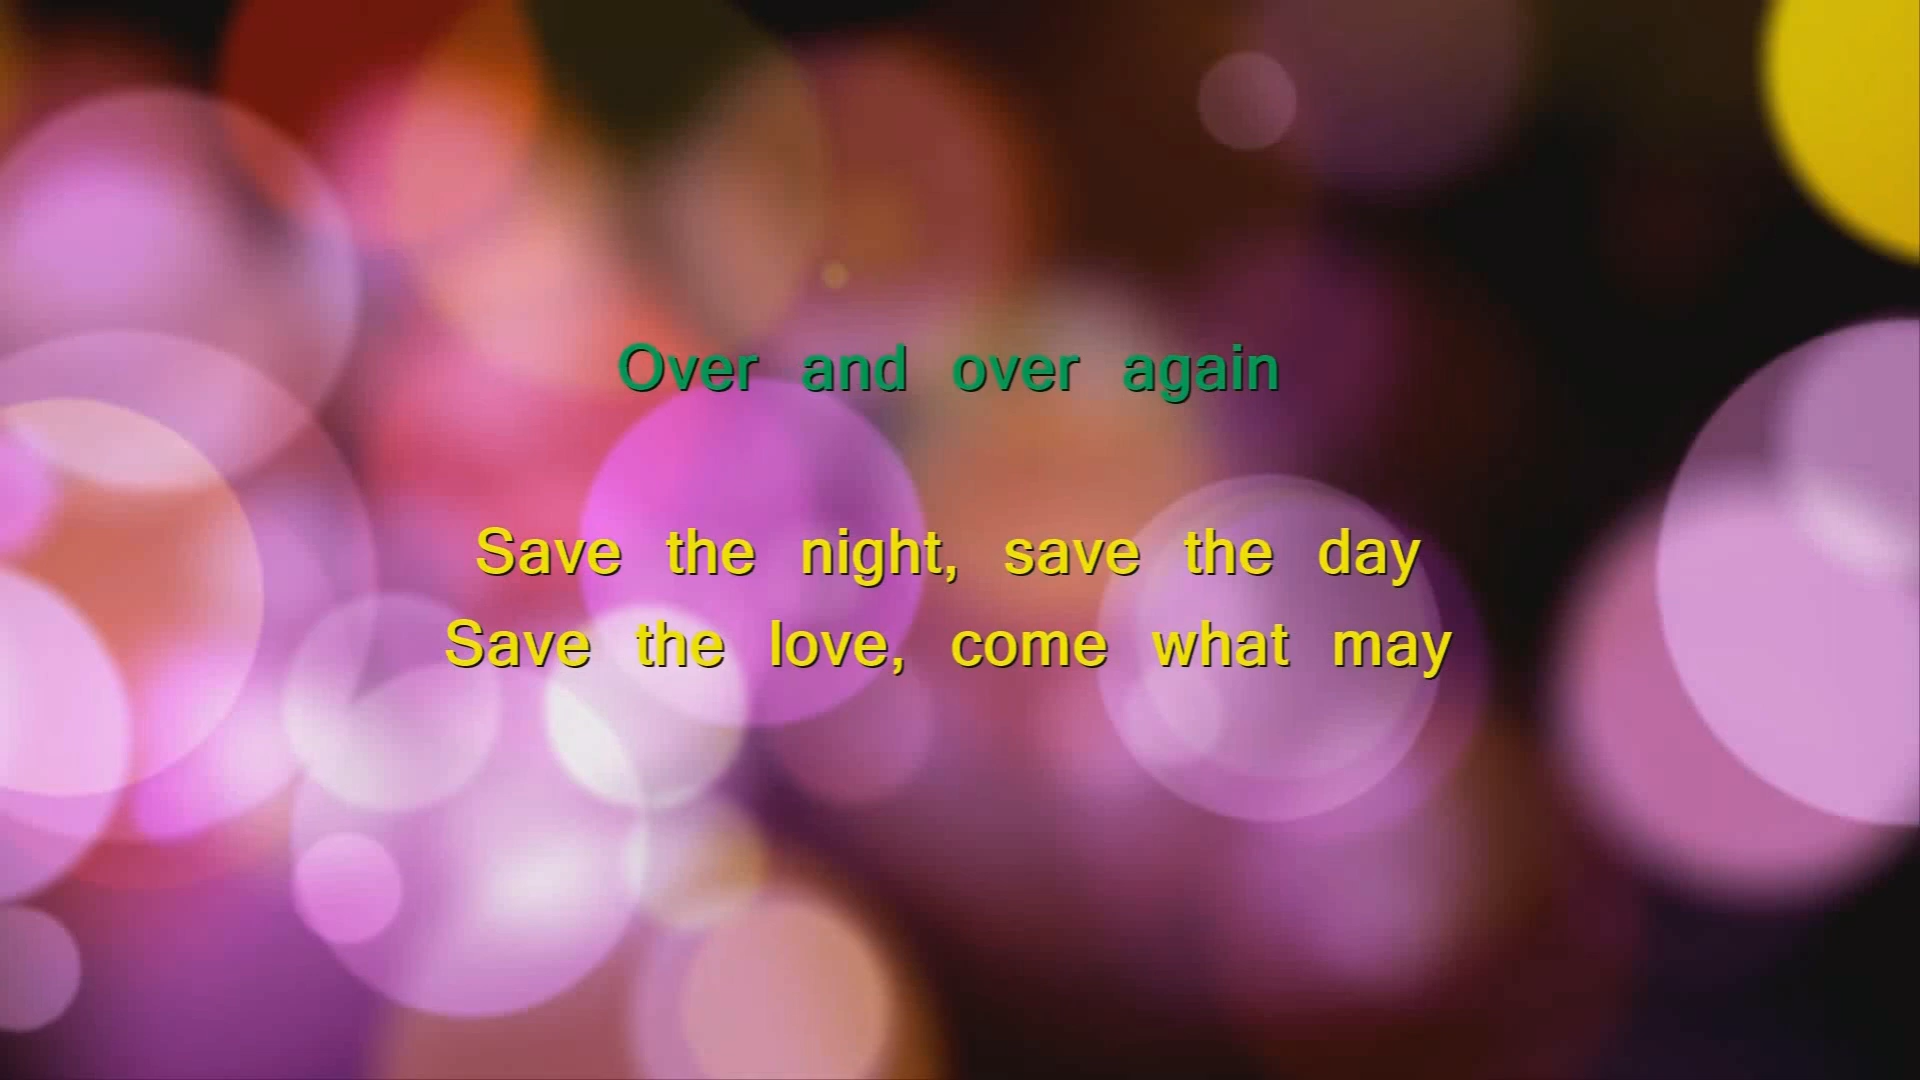 Over and over again
Save the night, save the day
Save the love, come what may